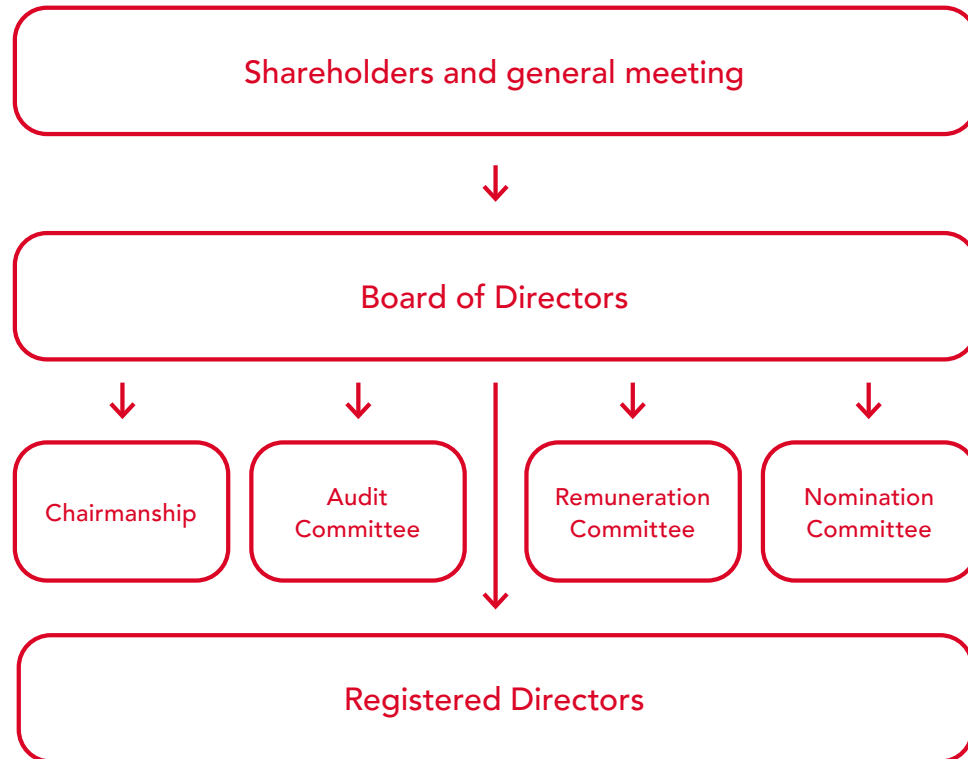 Shareholders and general meeting
Board of Directors
Chairmanship
Audit
Committee
Remuneration
Committee
Nomination
Committee
Registered Directors